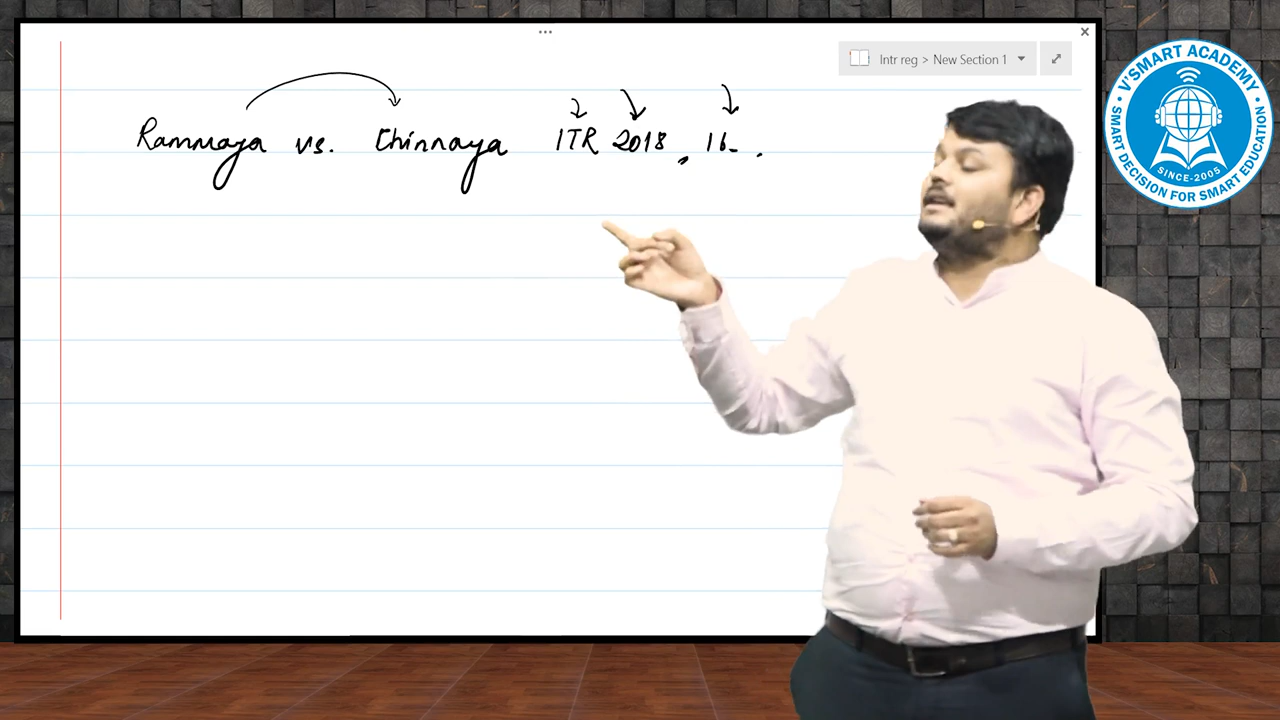 Intr reg > New Section 1
Ramnaya vs. Chinnaya ITR 2018, 16-.
V'SMART ACADEMY
SINCE-2005
SMART DECISION FOR SMART EDUCATION